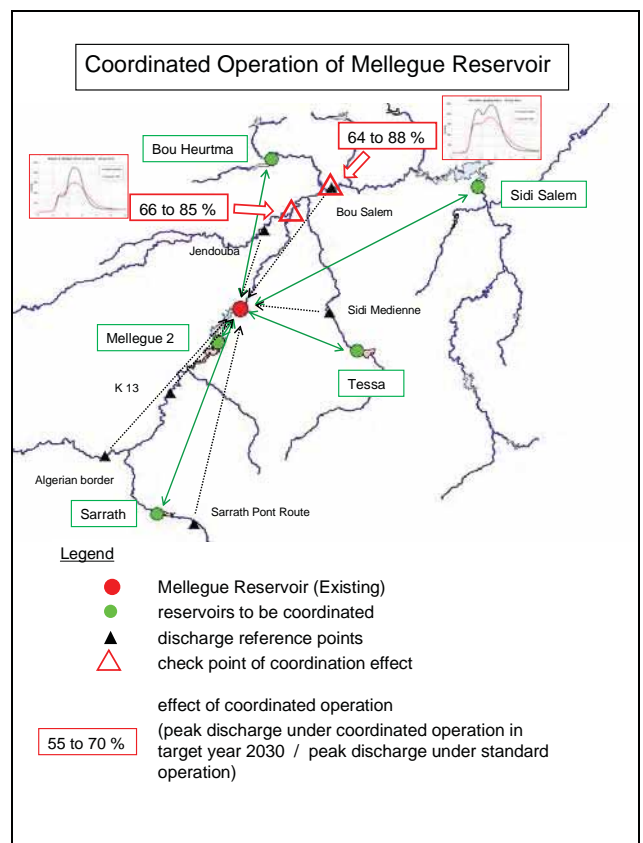 Coordinated Operation of Mellegue Reservoir
64 to 88 %
Bou Heurtma
Sidi Salem
66 to 85 %
Bou Salem
Jendouba
Sidi Medienne
Mellegue 2
Tessa
K 13
Algerian border
Sarrath
Sarrath Pont Route
Legend
Mellegue Reservoir (Existing)
reservoirs to be coordinated
discharge reference points
check point of coordination effect
effect of coordinated operation
55 to 70 %
(peak discharge under coordinated operation in
target year 2030 / peak discharge under standard
operation)